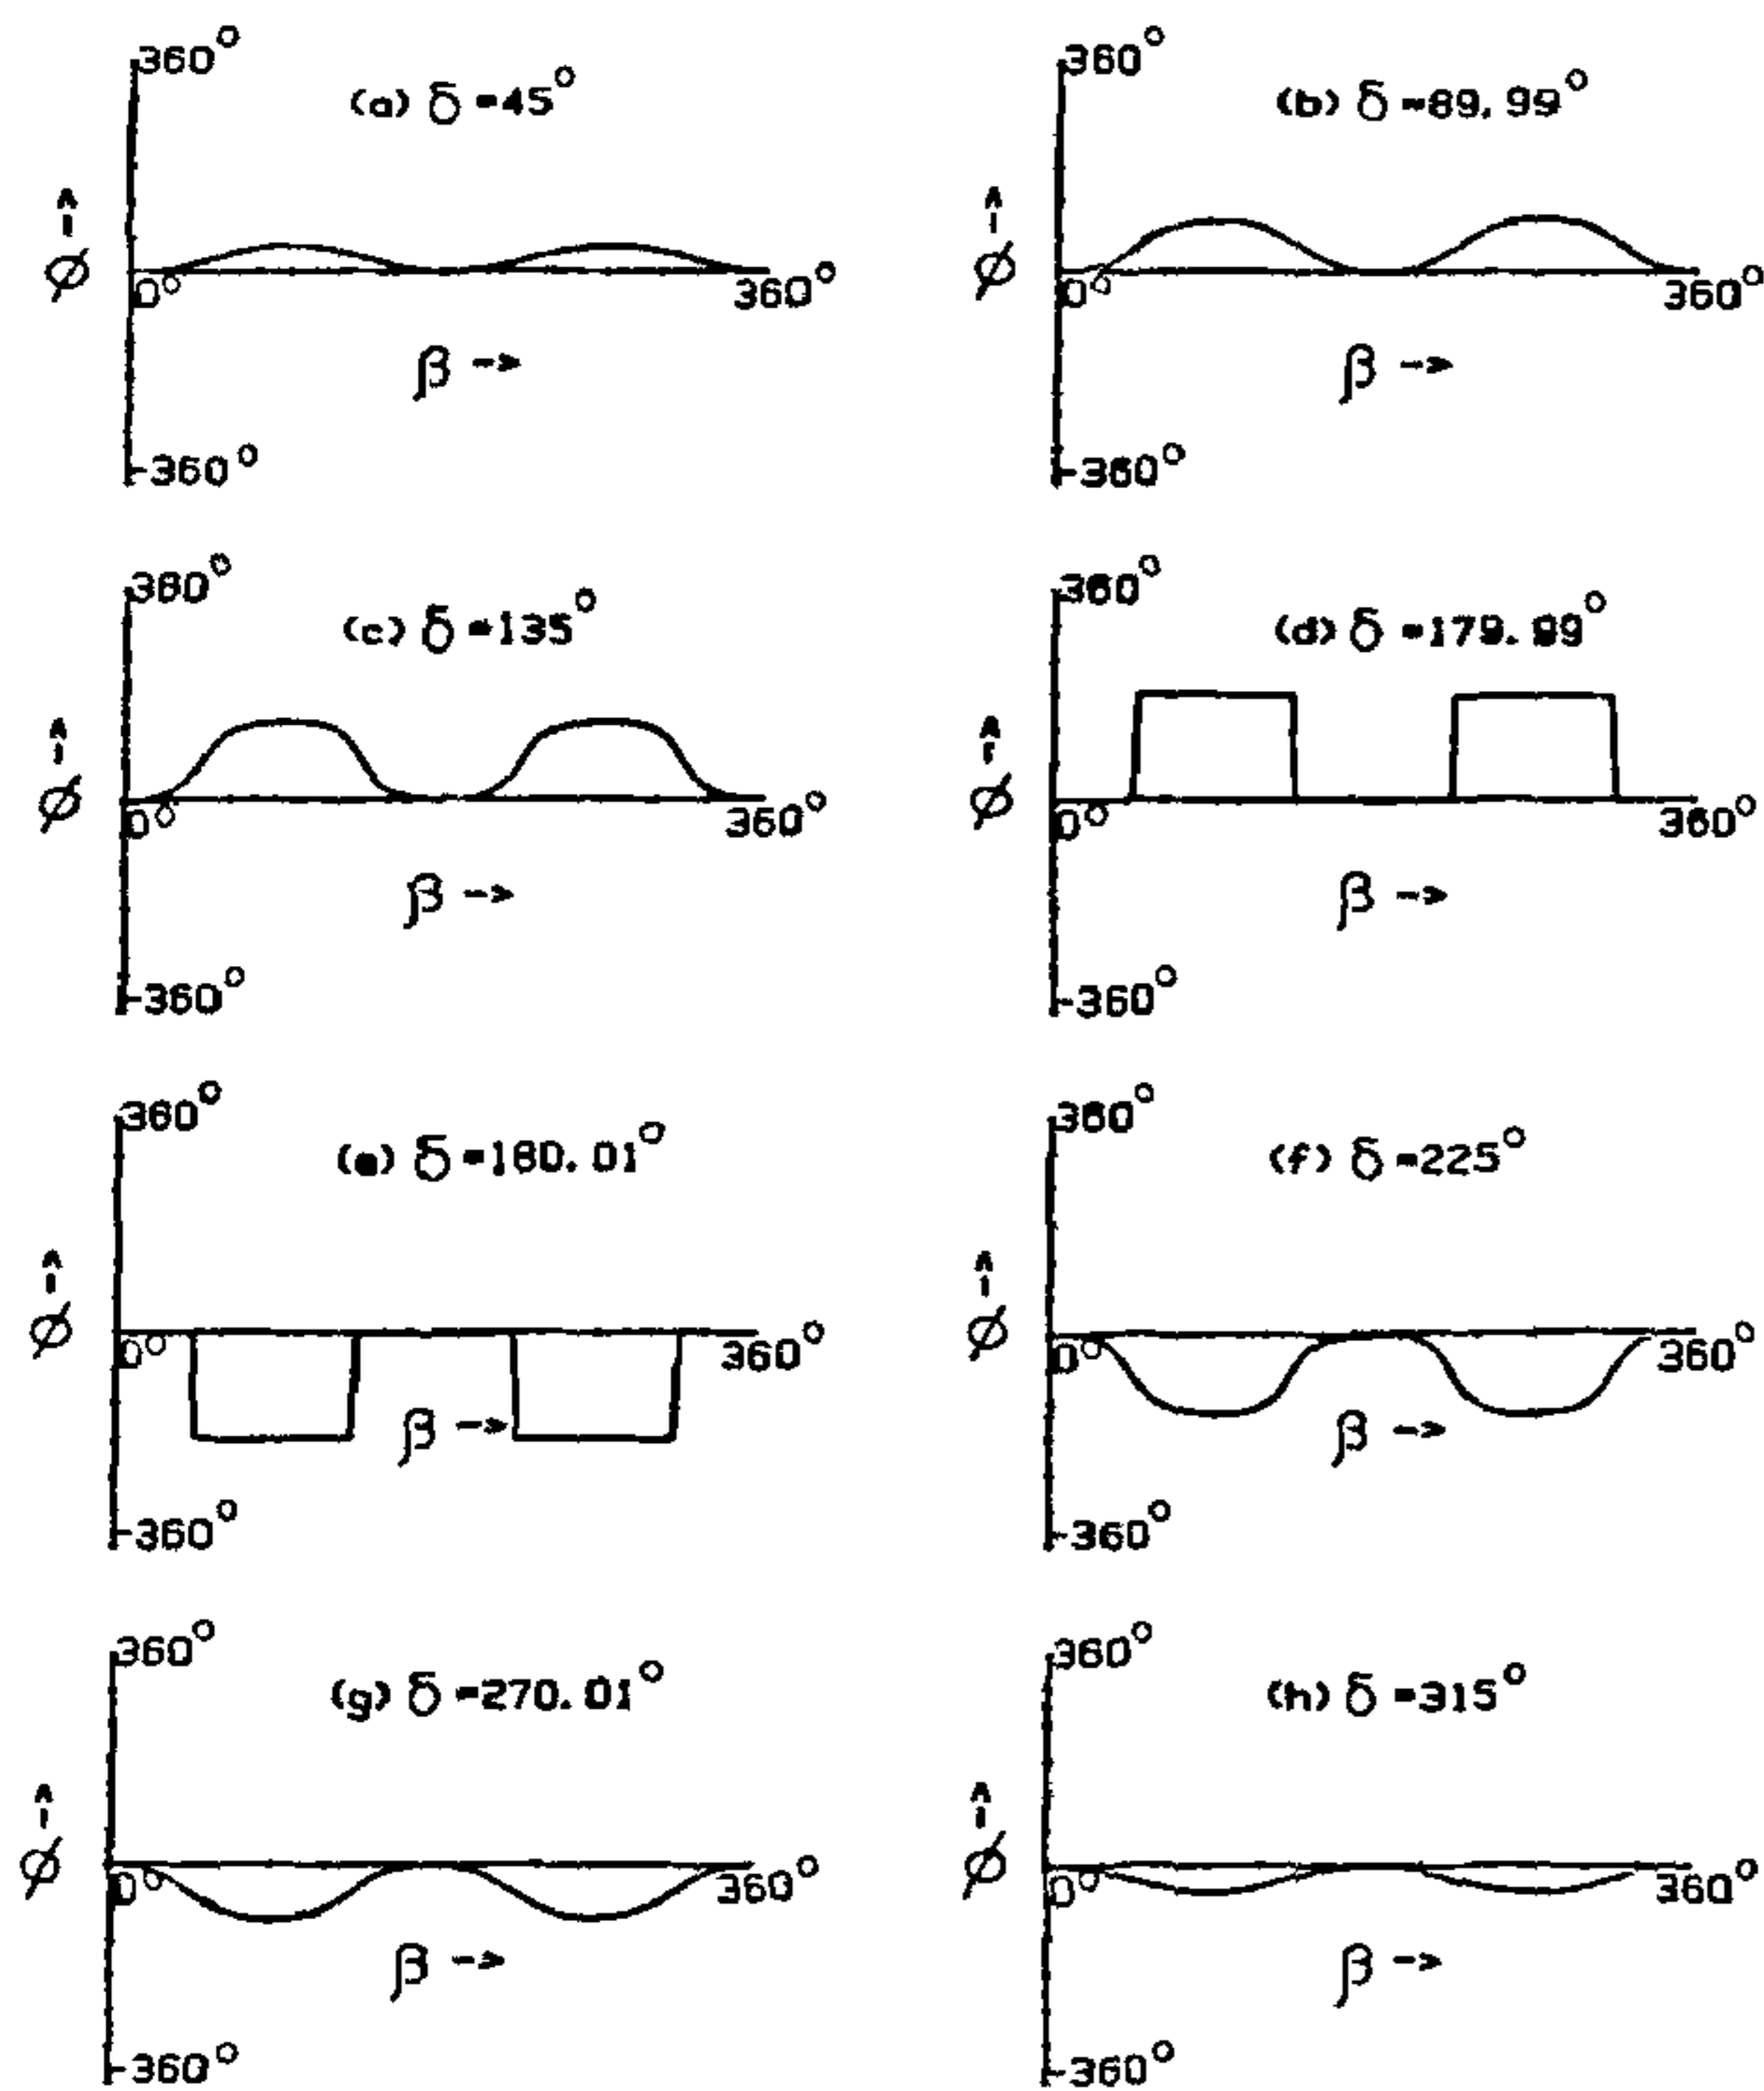 360°
(a) δ =45°
ϕ -->
0°
360°
β -->
-360°
360°
(b) δ =89.99°
ϕ -->
0°
360°
β -->
-360°
360°
(c) δ =135°
ϕ -->
0°
360°
β -->
-360°
360°
(d) δ =179.99°
ϕ -->
0°
360°
β -->
-360°
360°
(e) δ =180.01°
ϕ -->
0°
360°
β -->
-360°
360°
(f) δ =225°
ϕ -->
0°
360°
β -->
-360°
360°
(g) δ =270.01°
ϕ -->
0°
360°
β -->
-360°
360°
(h) δ =315°
ϕ -->
0°
360°
β -->
-360°